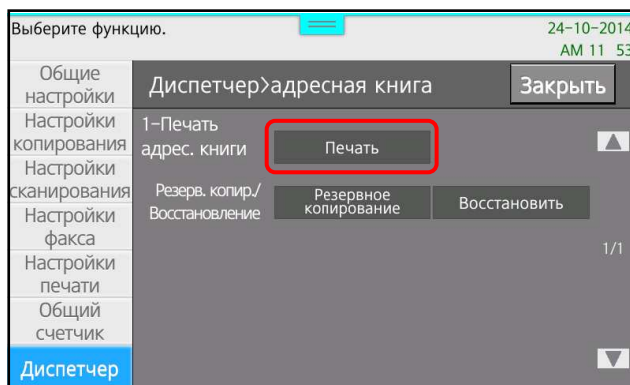 Выберите функцию.
24-10-2014
AM 11 53
Общие
настройки
Настройки
копирования
Настройки
сканирования
Настройки
факса
Настройки
печати
Общий
счетчик
Диспетчер
Диспетчер>адресная книга
Закрыть
1-Печать
адрес. книги
Печать
Резерв. копир./
Восстановление
Резервное
копирование
Восстановить
1/1